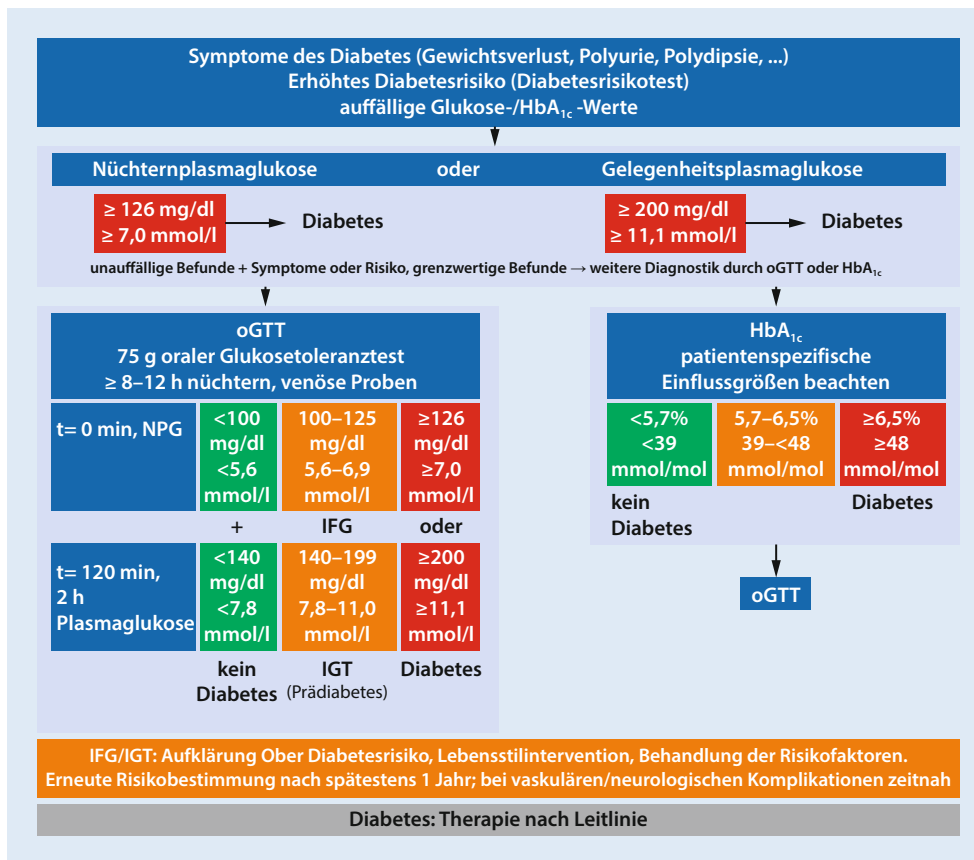 Symptome des Diabetes (Gewichtsverlust, Polyurie, Polydipsie, ...)
Erhöhtes Diabetesrisiko (Diabetesrisikotest)
auffällige Glukose-/HbA1c -Werte
Nüchternplasmaglukose oder Gelegenheitsplasmaglukose
≥ 126 mg/dl
≥ 7,0 mmol/l
Diabetes
≥ 200 mg/dl
≥ 11,1 mmol/l
Diabetes
unauffällige Befunde + Symptome oder Risiko, grenzwertige Befunde → weitere Diagnostik durch oGTT oder HbA1c
oGTT
75 g oraler Glukosetoleranztest
≥ 8–12 h nüchtern, venöse Proben
t= 0 min, NPG
<100
mg/dl
<5,6
mmol/l
100–125
mg/dl
5,6–6,9
mmol/l
≥126
mg/dl
≥7,0
mmol/l
+ IFG oder
t= 120 min,
2 h
Plasmaglukose
<140
mg/dl
<7,8
mmol/l
140–199
mg/dl
7,8–11,0
mmol/l
≥200
mg/dl
≥11,1
mmol/l
kein
Diabetes
IGT
(Prädiabetes)
Diabetes
HbA1c
patientenspezifische
Einflussgrößen beachten
<5,7%
<39
mmol/mol
5,7–6,5%
39–<48
mmol/mol
≥6,5%
≥48
mmol/mol
kein
Diabetes
Diabetes
oGTT
IFG/IGT: Aufklärung Ober Diabetesrisiko, Lebensstilintervention, Behandlung der Risikofaktoren.
Erneute Risikobestimmung nach spätestens 1 Jahr; bei vaskulären/neurologischen Komplikationen zeitnah
Diabetes: Therapie nach Leitlinie